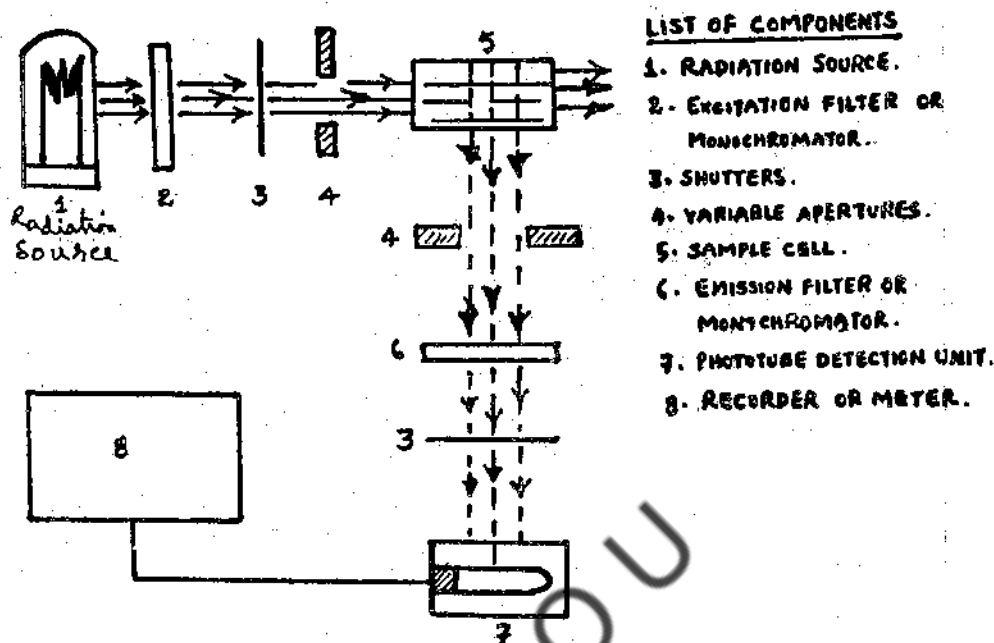 5
LIST OF COMPONENTS
1. RADIATION SOURCE.
2. EXCITATION FILTER OR
MONOCHROMATOR.
3. SHUTTERS.
4. VARIABLE APERTURES.
5. SAMPLE CELL.
6. EMISSION FILTER OR
MONOCHROMATOR.
7. PHOTOTUBE DETECTION UNIT.
8. RECORDER OR METER.
1
2
3
4
Radiation
Source
4
6
3
8
7
OU